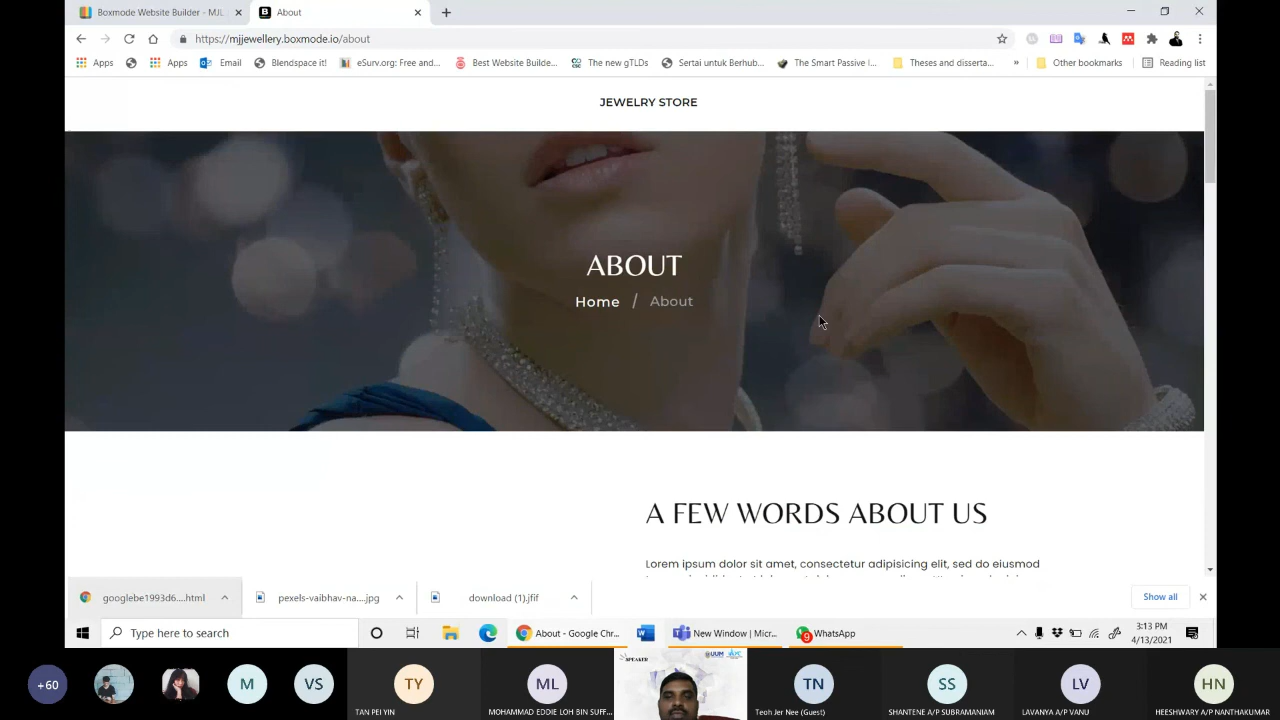 Boxmode Website Builder - MJL
About
https://mjjewellery.boxmode.io/about
Apps
Apps
Email
Blendspace it!
eSurv.org: Free and...
Best Website Builde...
The new gTLDs
Sertai untuk Berhub...
The Smart Passive I...
Theses and disserta...
»
Other bookmarks
Reading list
JEWELRY STORE
ABOUT
Home / About
A FEW WORDS ABOUT US
Lorem ipsum dolor sit amet, consectetur adipisicing elit, sed do eiusmod
googlebe1993d6....html
pexels-vaibhav-na....jpg
download (1).jfif
Show all
Type here to search
About - Google Chr...
New Window | Micr...
9
WhatsApp
3:13 PM
4/13/2021
+60
M
VS
TY
TAN PEI YIN
ML
MOHAMMAD EDDIE LOH BIN SUFF...
SPEAKER
UUM
TN
Teoh Jer Nee (Guest)
SS
SHANTENE A/P SUBRAMANIAM
LV
LAVANYA A/P VANU
HN
HEESHWARY A/P NANTHAKUMAR